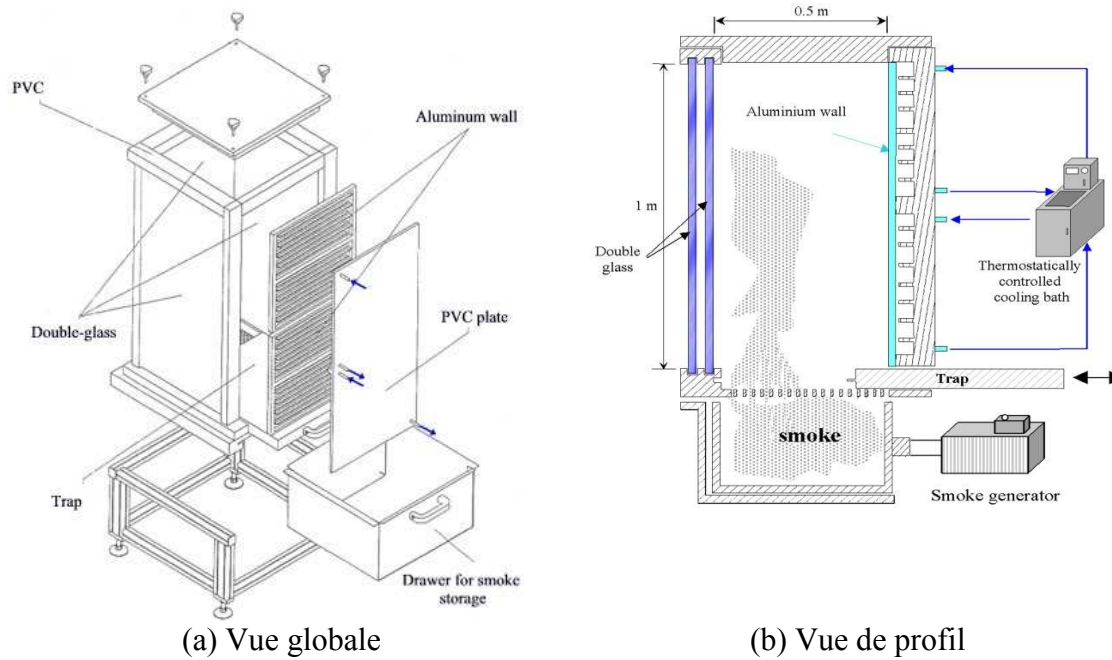 PVC
Aluminum wall
Double-glass
PVC plate
Trap
Drawer for smoke
storage
(a) Vue globale
0.5 m
Aluminium wall
1 m
Double
glass
Thermostatically
controlled
cooling bath
Trap
smoke
Smoke generator
(b) Vue de profil